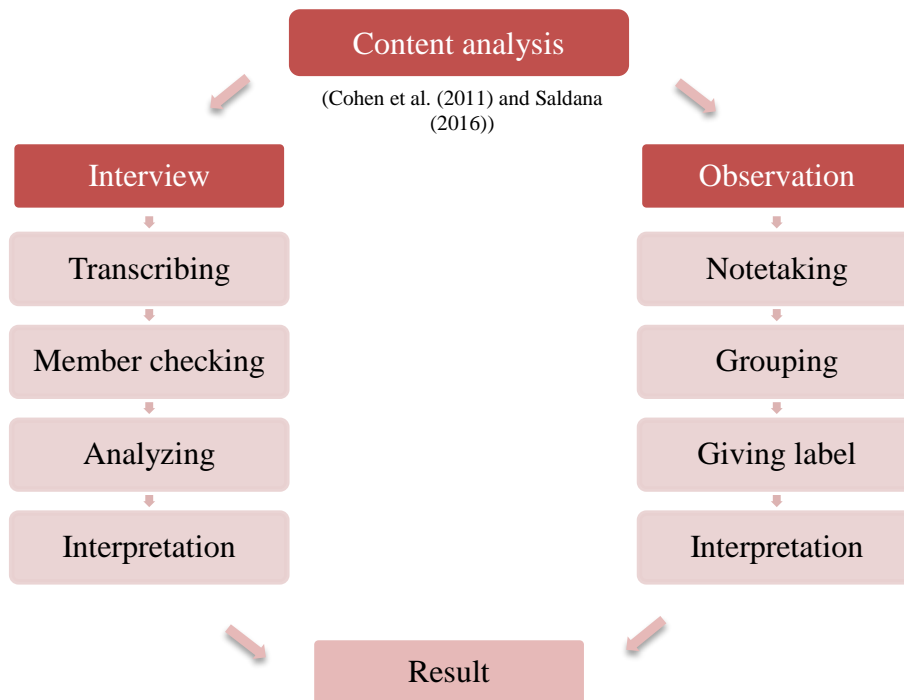 Content analysis
(Cohen et al. (2011) and Saldana
(2016))
Interview
Transcribing
Member checking
Analyzing
Interpretation
Observation
Notetaking
Grouping
Giving label
Interpretation
Result